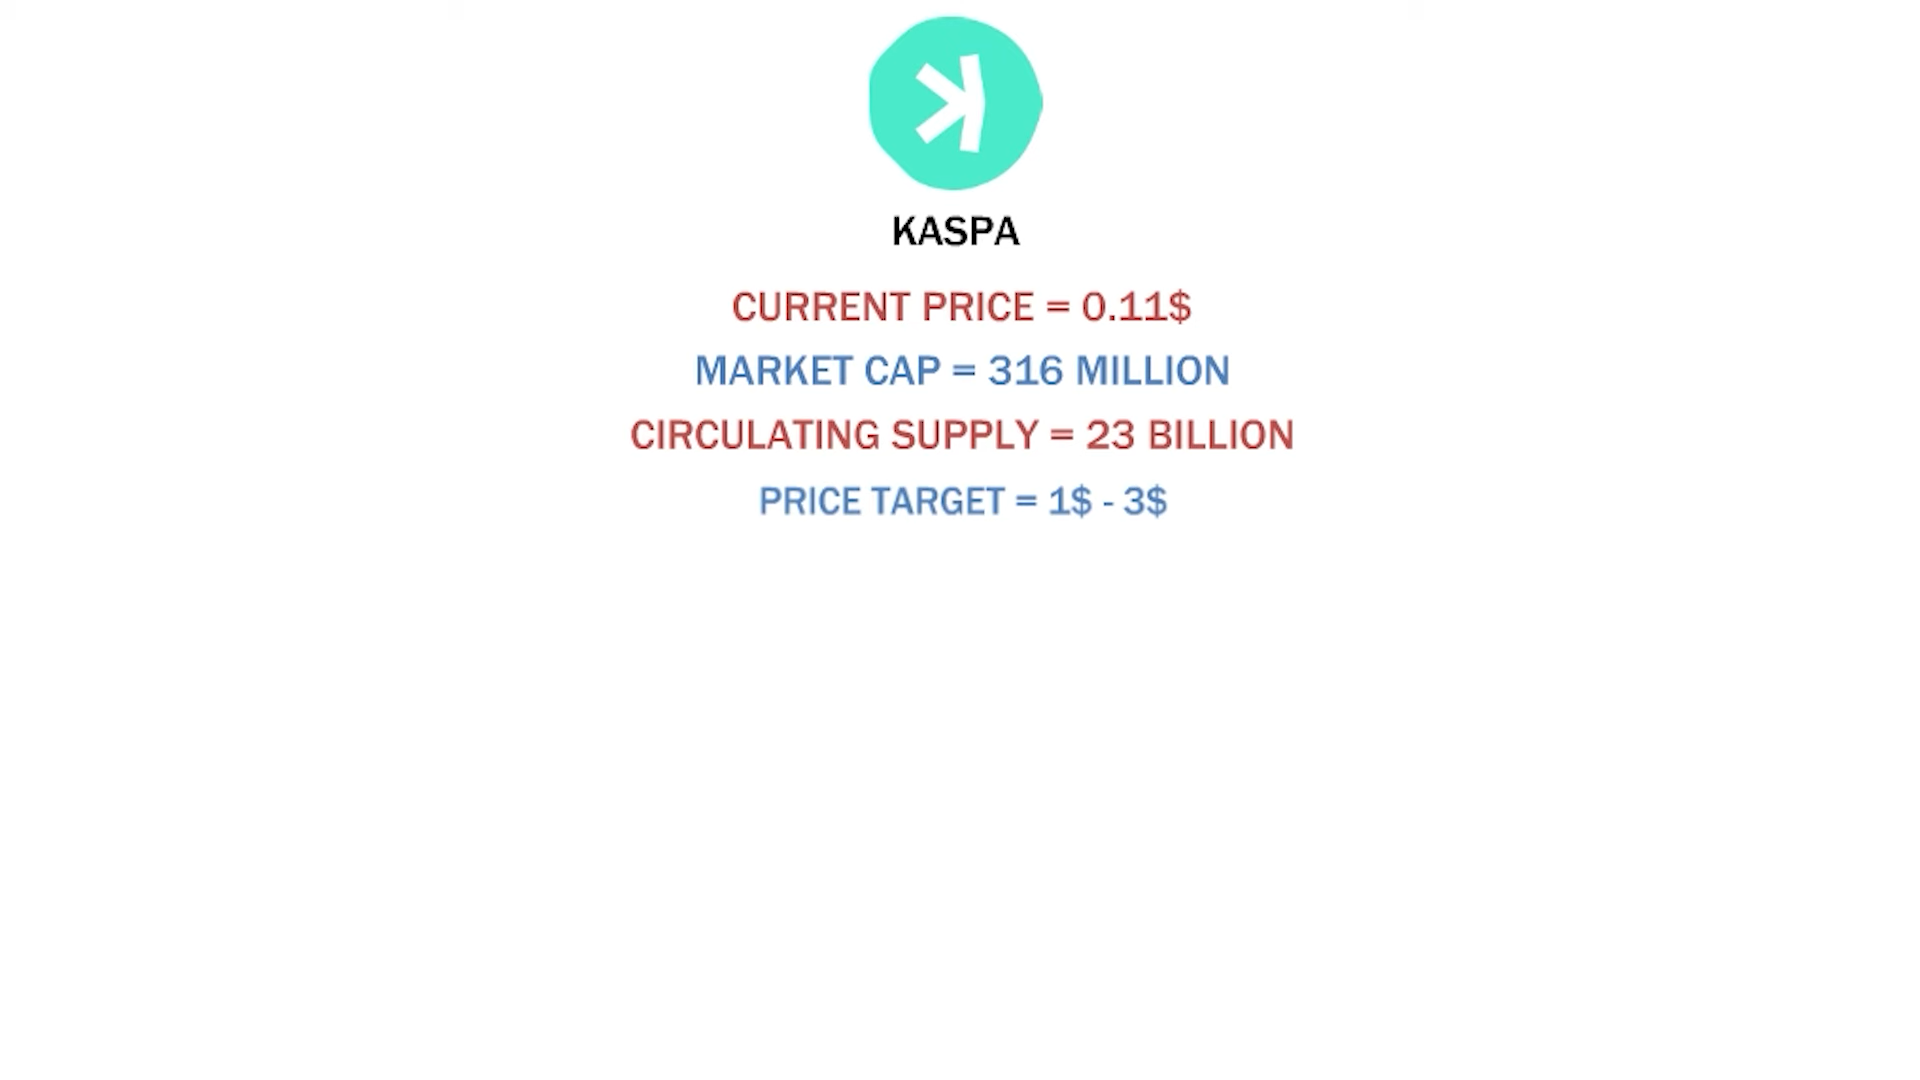 KASPA
CURRENT PRICE = 0.11$
MARKET CAP = 316 MILLION
CIRCULATING SUPPLY = 23 BILLION
PRICE TARGET = 1$ - 3$